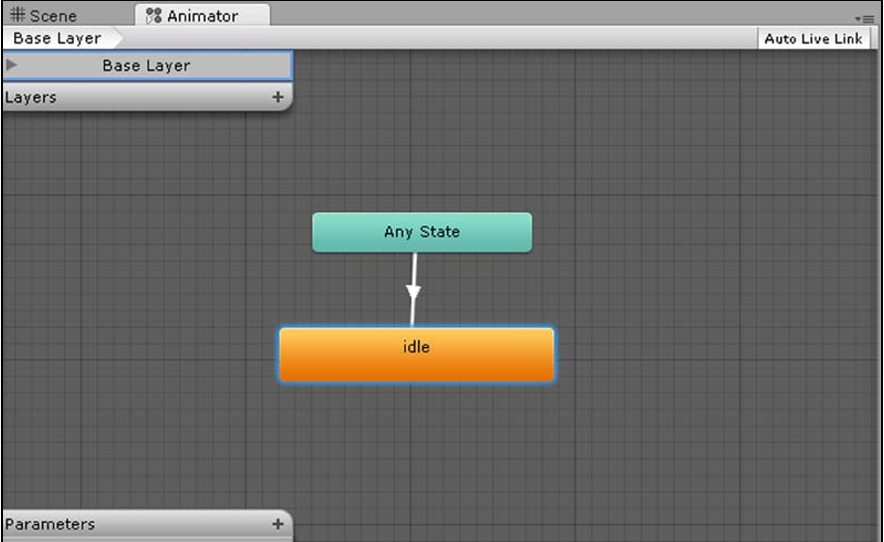 Scene
Animator
Base Layer
Auto Live Link
Base Layer
Layers
Any State
idle
Parameters